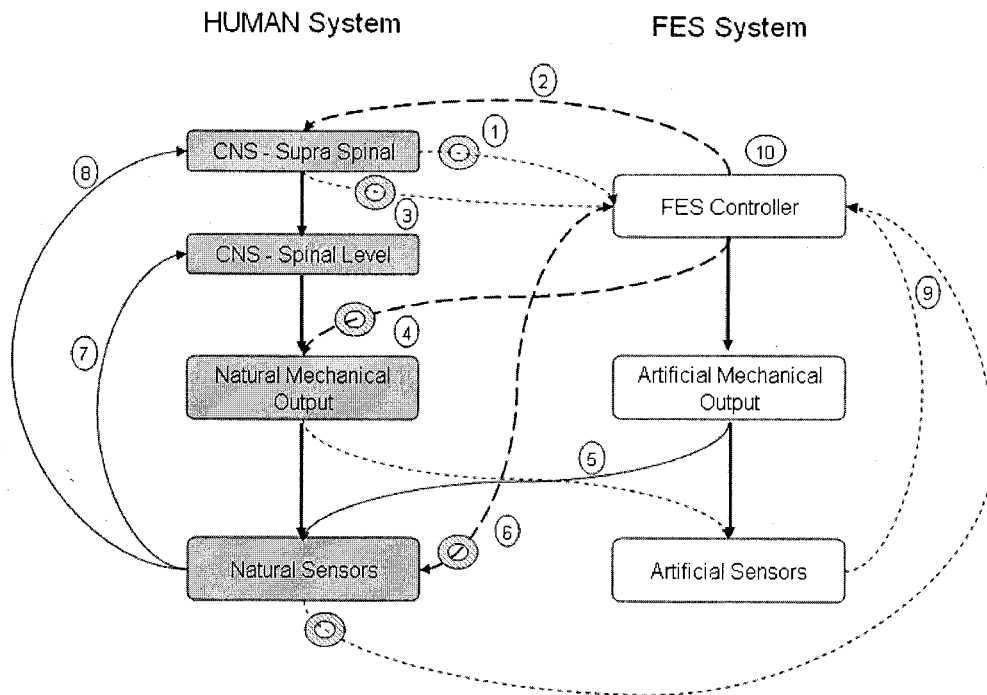 HUMAN System
FES System
2
1
10
CNS - Supra Spinal
8
FES Controller
3
CNS - Spinal Level
9
4
7
Natural Mechanical
Output
Artificial Mechanical
Output
5
6
Natural Sensors
Artificial Sensors